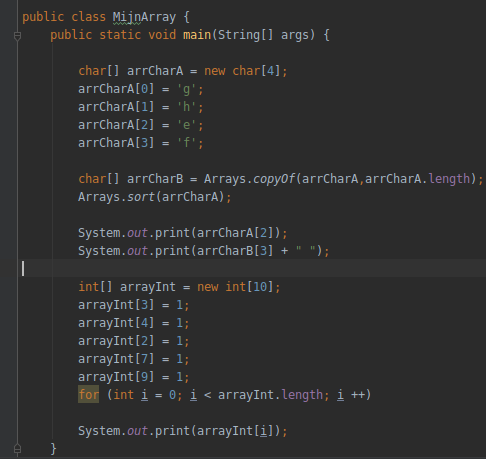 public class MijnArray {
public static void main(String[] args) {
char[] arrCharA = new char[4];
arrCharA[0] = 'g';
arrCharA[1] = 'h';
arrCharA[2] = 'e';
arrCharA[3] = 'f';
char[] arrCharB = Arrays.copyOf(arrCharA,arrCharA.length);
Arrays.sort(arrCharA);
System.out.print(arrCharA[2]);
System.out.print(arrCharB[3] + " ");
int[] arrayInt = new int[10];
arrayInt[3] = 1;
arrayInt[4] = 1;
arrayInt[2] = 1;
arrayInt[7] = 1;
arrayInt[9] = 1;
for (int i = 0; i < arrayInt.length; i ++)
System.out.print(arrayInt[i]);
}